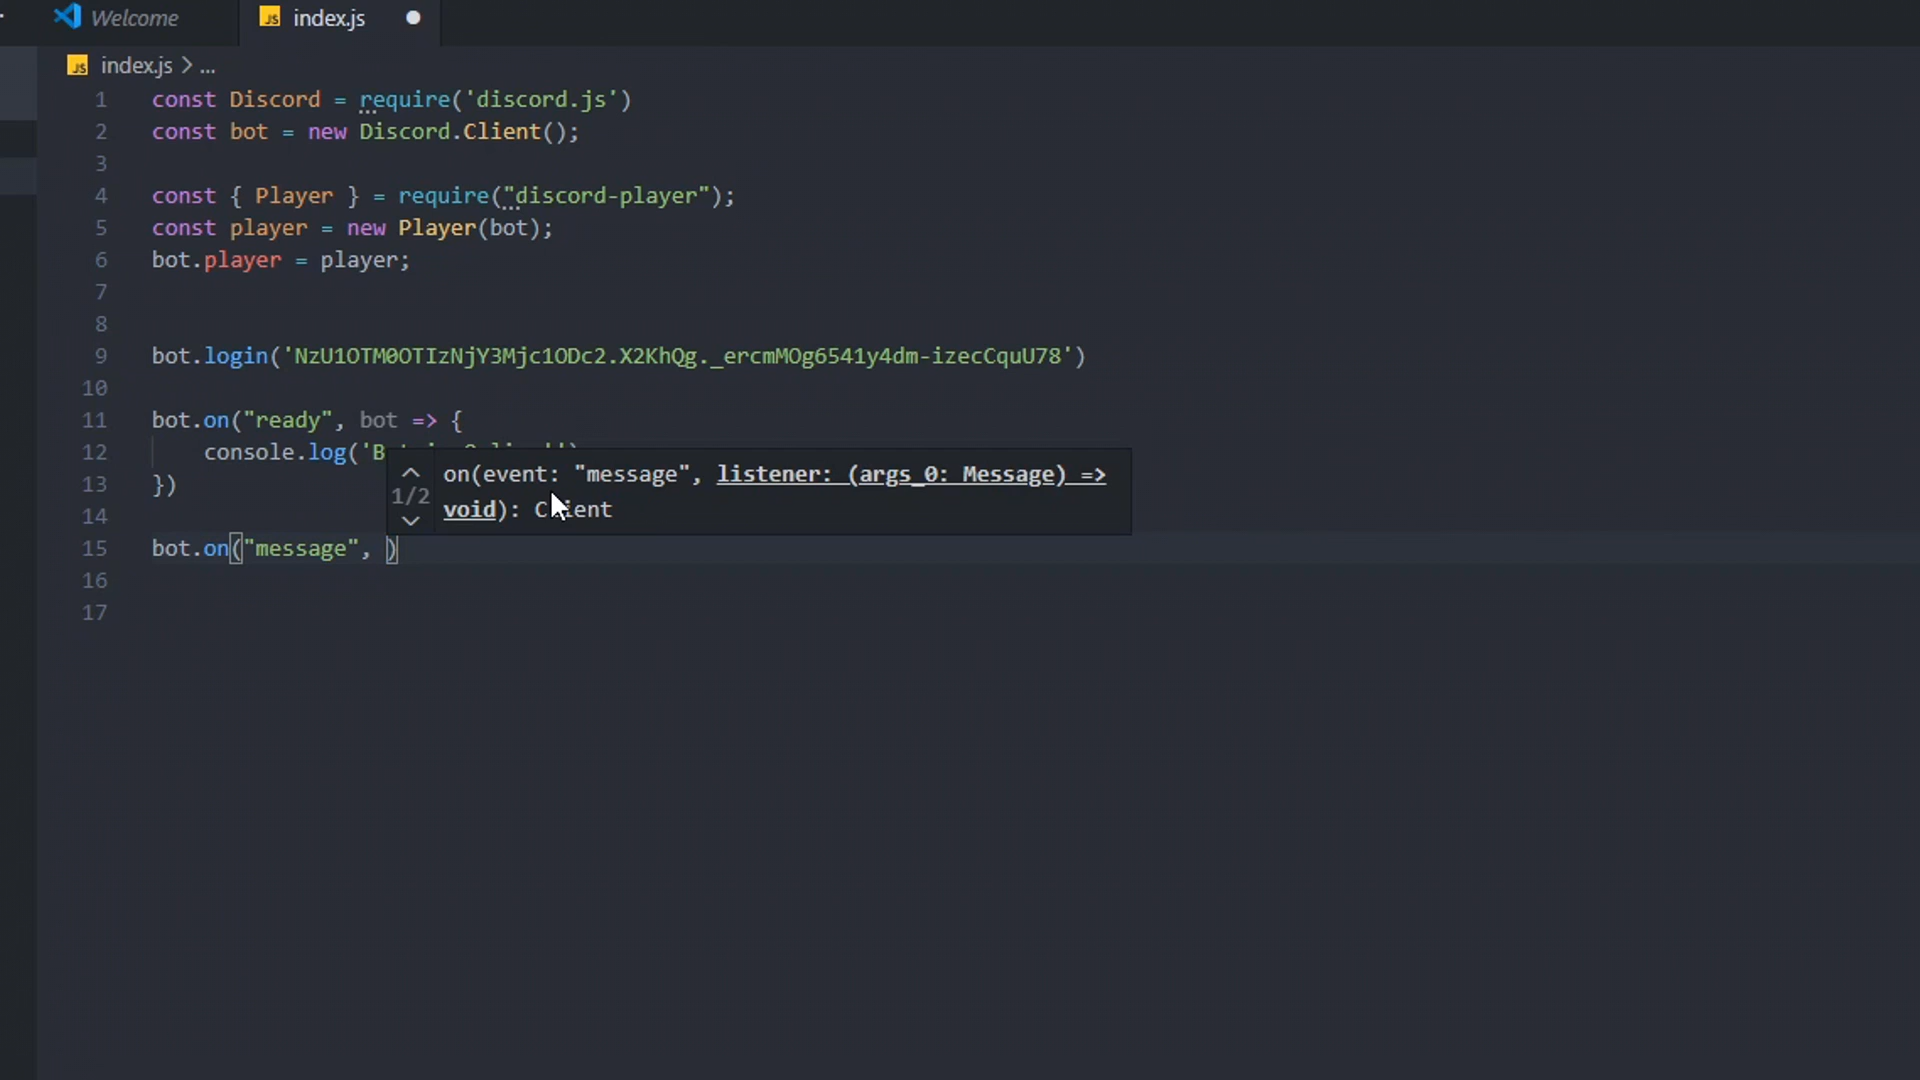 Welcome
index.js
index.js > ...
1 const Discord = require('discord.js')
2 const bot = new Discord.Client();
3
4 const { Player } = require("discord-player");
5 const player = new Player(bot);
6 bot.player = player;
7
8
9 bot.login('NzU1OTM0OTIzNjY3Mjc1ODc2.X2KhQg._ercmMOg6541y4dm-izecCquU78')
10
11 bot.on("ready", bot => {
12 console.log('B
13 })
1/2 on(event: "message", listener: (args_0: Message) =>
void): Client
14
15 bot.on("message", )
16
17